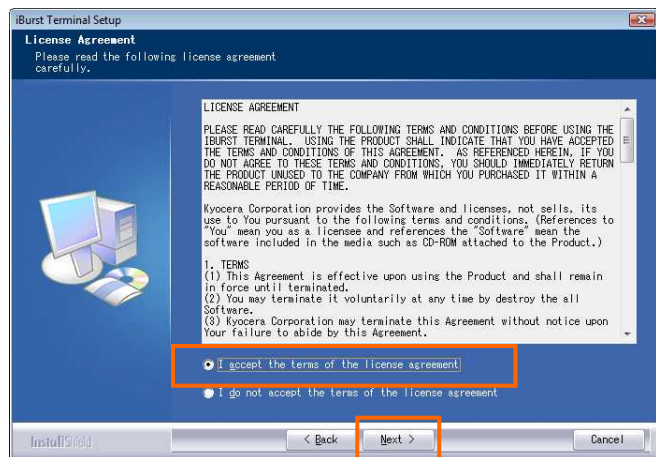 iBurst Terminal Setup
License Agreement
Please read the following license agreement
carefully.
LICENSE AGREEMENT
PLEASE READ CAREFULLY THE FOLLOWING TERMS AND CONDITIONS BEFORE USING THE
IBURST TERMINAL. USING THE PRODUCT SHALL INDICATE THAT YOU HAVE ACCEPTED
THE TERMS AND CONDITIONS OF THIS AGREEMENT. AS REFERENCED HEREIN, IF YOU
DO NOT AGREE TO THESE TERMS AND CONDITIONS, YOU SHOULD IMMEDIATELY RETURN
THE PRODUCT UNUSED TO THE COMPANY FROM WHICH YOU PURCHASED IT WITHIN A
REASONABLE PERIOD OF TIME.
Kyocera Corporation provides the Software and licenses, not sells, its
use to You pursuant to the following terms and conditions. (References to
"You" mean you as a licensee and references the "Software" mean the
software included in the media such as CD-ROM attached to the Product.)
1. TERMS
(1) This Agreement is effective upon using the Product and shall remain
in force until terminated.
(2) You may terminate it voluntarily at any time by destroy the all
Software.
(3) Kyocera Corporation may terminate this Agreement without notice upon
Your failure to abide by this Agreement.
I accept the terms of the license agreement
I do not accept the terms of the license agreement
InstallShield
< Back
Next >
Cancel